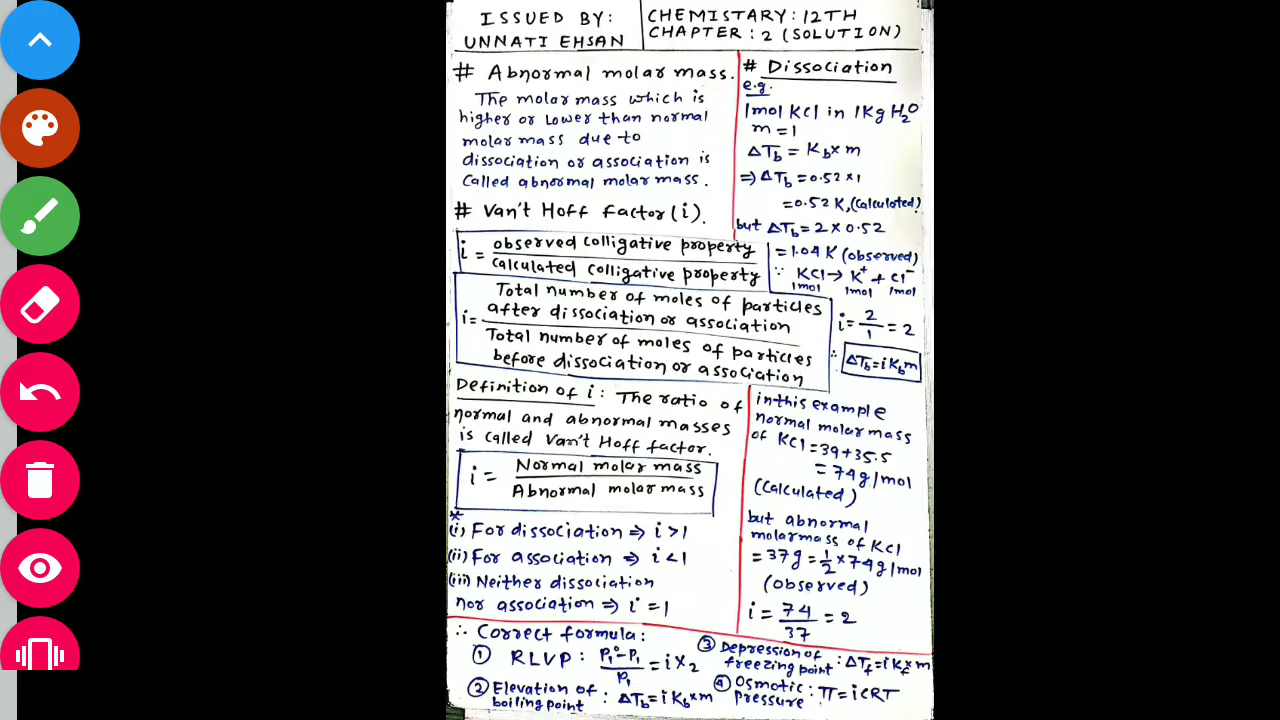 ISSUED BY:
UNNATI EHSAN
CHEMISTARY: 12TH
CHAPTER: 2 (SOLUTION)
# Abnormal molar mass.
The molar mass which is
higher or lower than normal
molar mass due to
dissociation or association is
called abnormal molar mass.
# Van't Hoff factor (i).
i = observed colligative property
calculated colligative property
Total number of moles of particles
after dissociation or association
i =
Total number of moles of particles
before dissociation or association
Definition of i: The ratio of
normal and abnormal masses
is called Van't Hoff factor.
i = Normal molar mass
Abnormal molar mass
*
(i) For dissociation ⇒ i > 1
(ii) For association ⇒ i < 1
(iii) Neither dissociation
nor association ⇒ i = 1
# Dissociation
e.g.
1mol KCl in 1Kg H₂O
m = 1
ΔTb = Kb × m
⇒ ΔTb = 0.52 × 1
= 0.52 K, (calculated)
but ΔTb = 2 × 0.52
= 1.04 K (observed)
∵ KCl → K⁺ + Cl⁻
1mol 1mol 1mol
i = 2/1 = 2
∴ ΔTb = i Kb m
in this example
normal molar mass
of KCl = 39 + 35.5
= 74g/mol
(calculated)
but abnormal
molar mass of KCl
= 37g = 1/2 × 74g/mol
(observed)
i = 74/37 = 2
∴ Correct formula:
① RLVP: P₁°-P₁/P₁ = i X₂
② Elevation of
boiling point : ΔTb = i Kb × m
③ Depression of
freezing point : ΔTf = i Kf × m
④ Osmotic
Pressure : π = iCRT